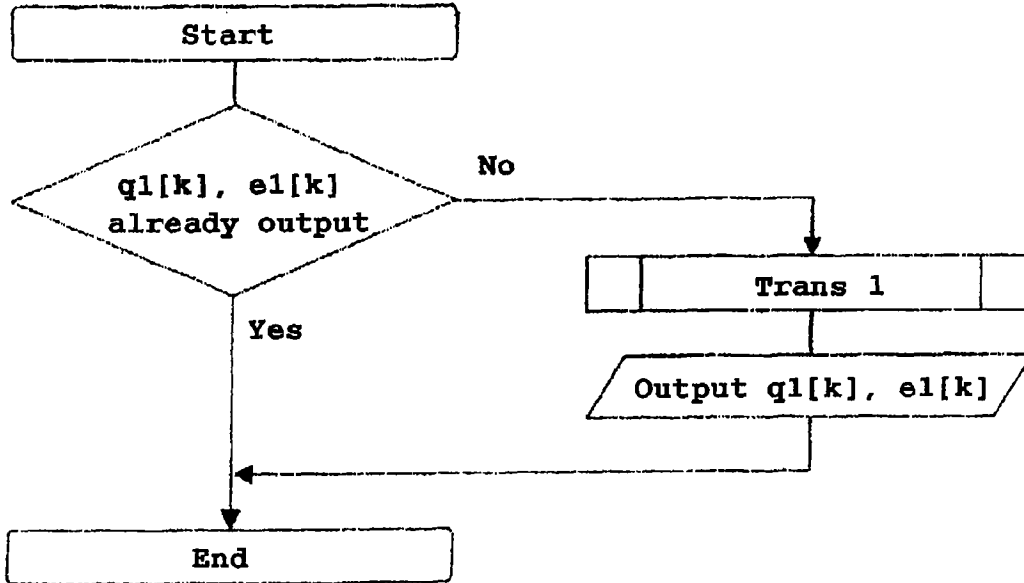 Start
q1[k], e1[k]
already output
No
Yes
Trans 1
Output q1[k], e1[k]
End